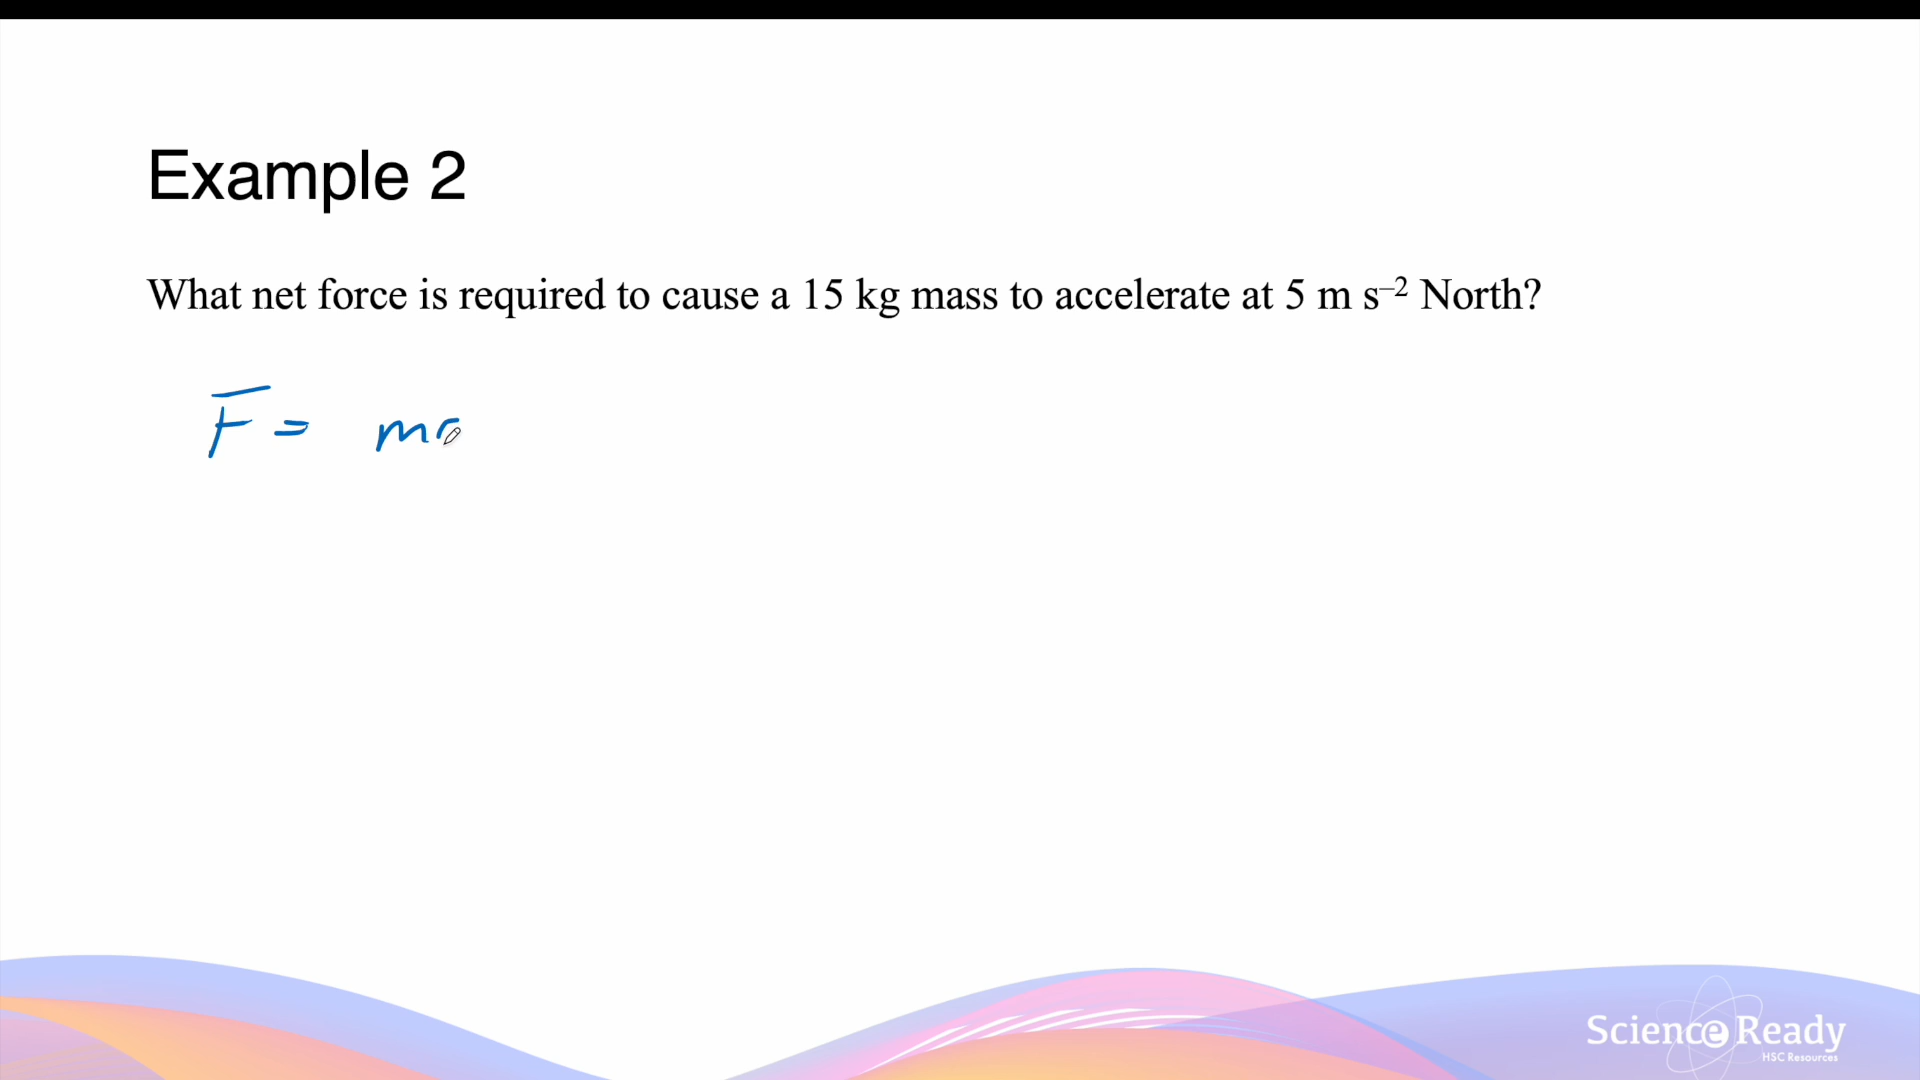 Example 2
What net force is required to cause a 15 kg mass to accelerate at 5 m s⁻² North?
F = ma
Science Ready
HSC Resources